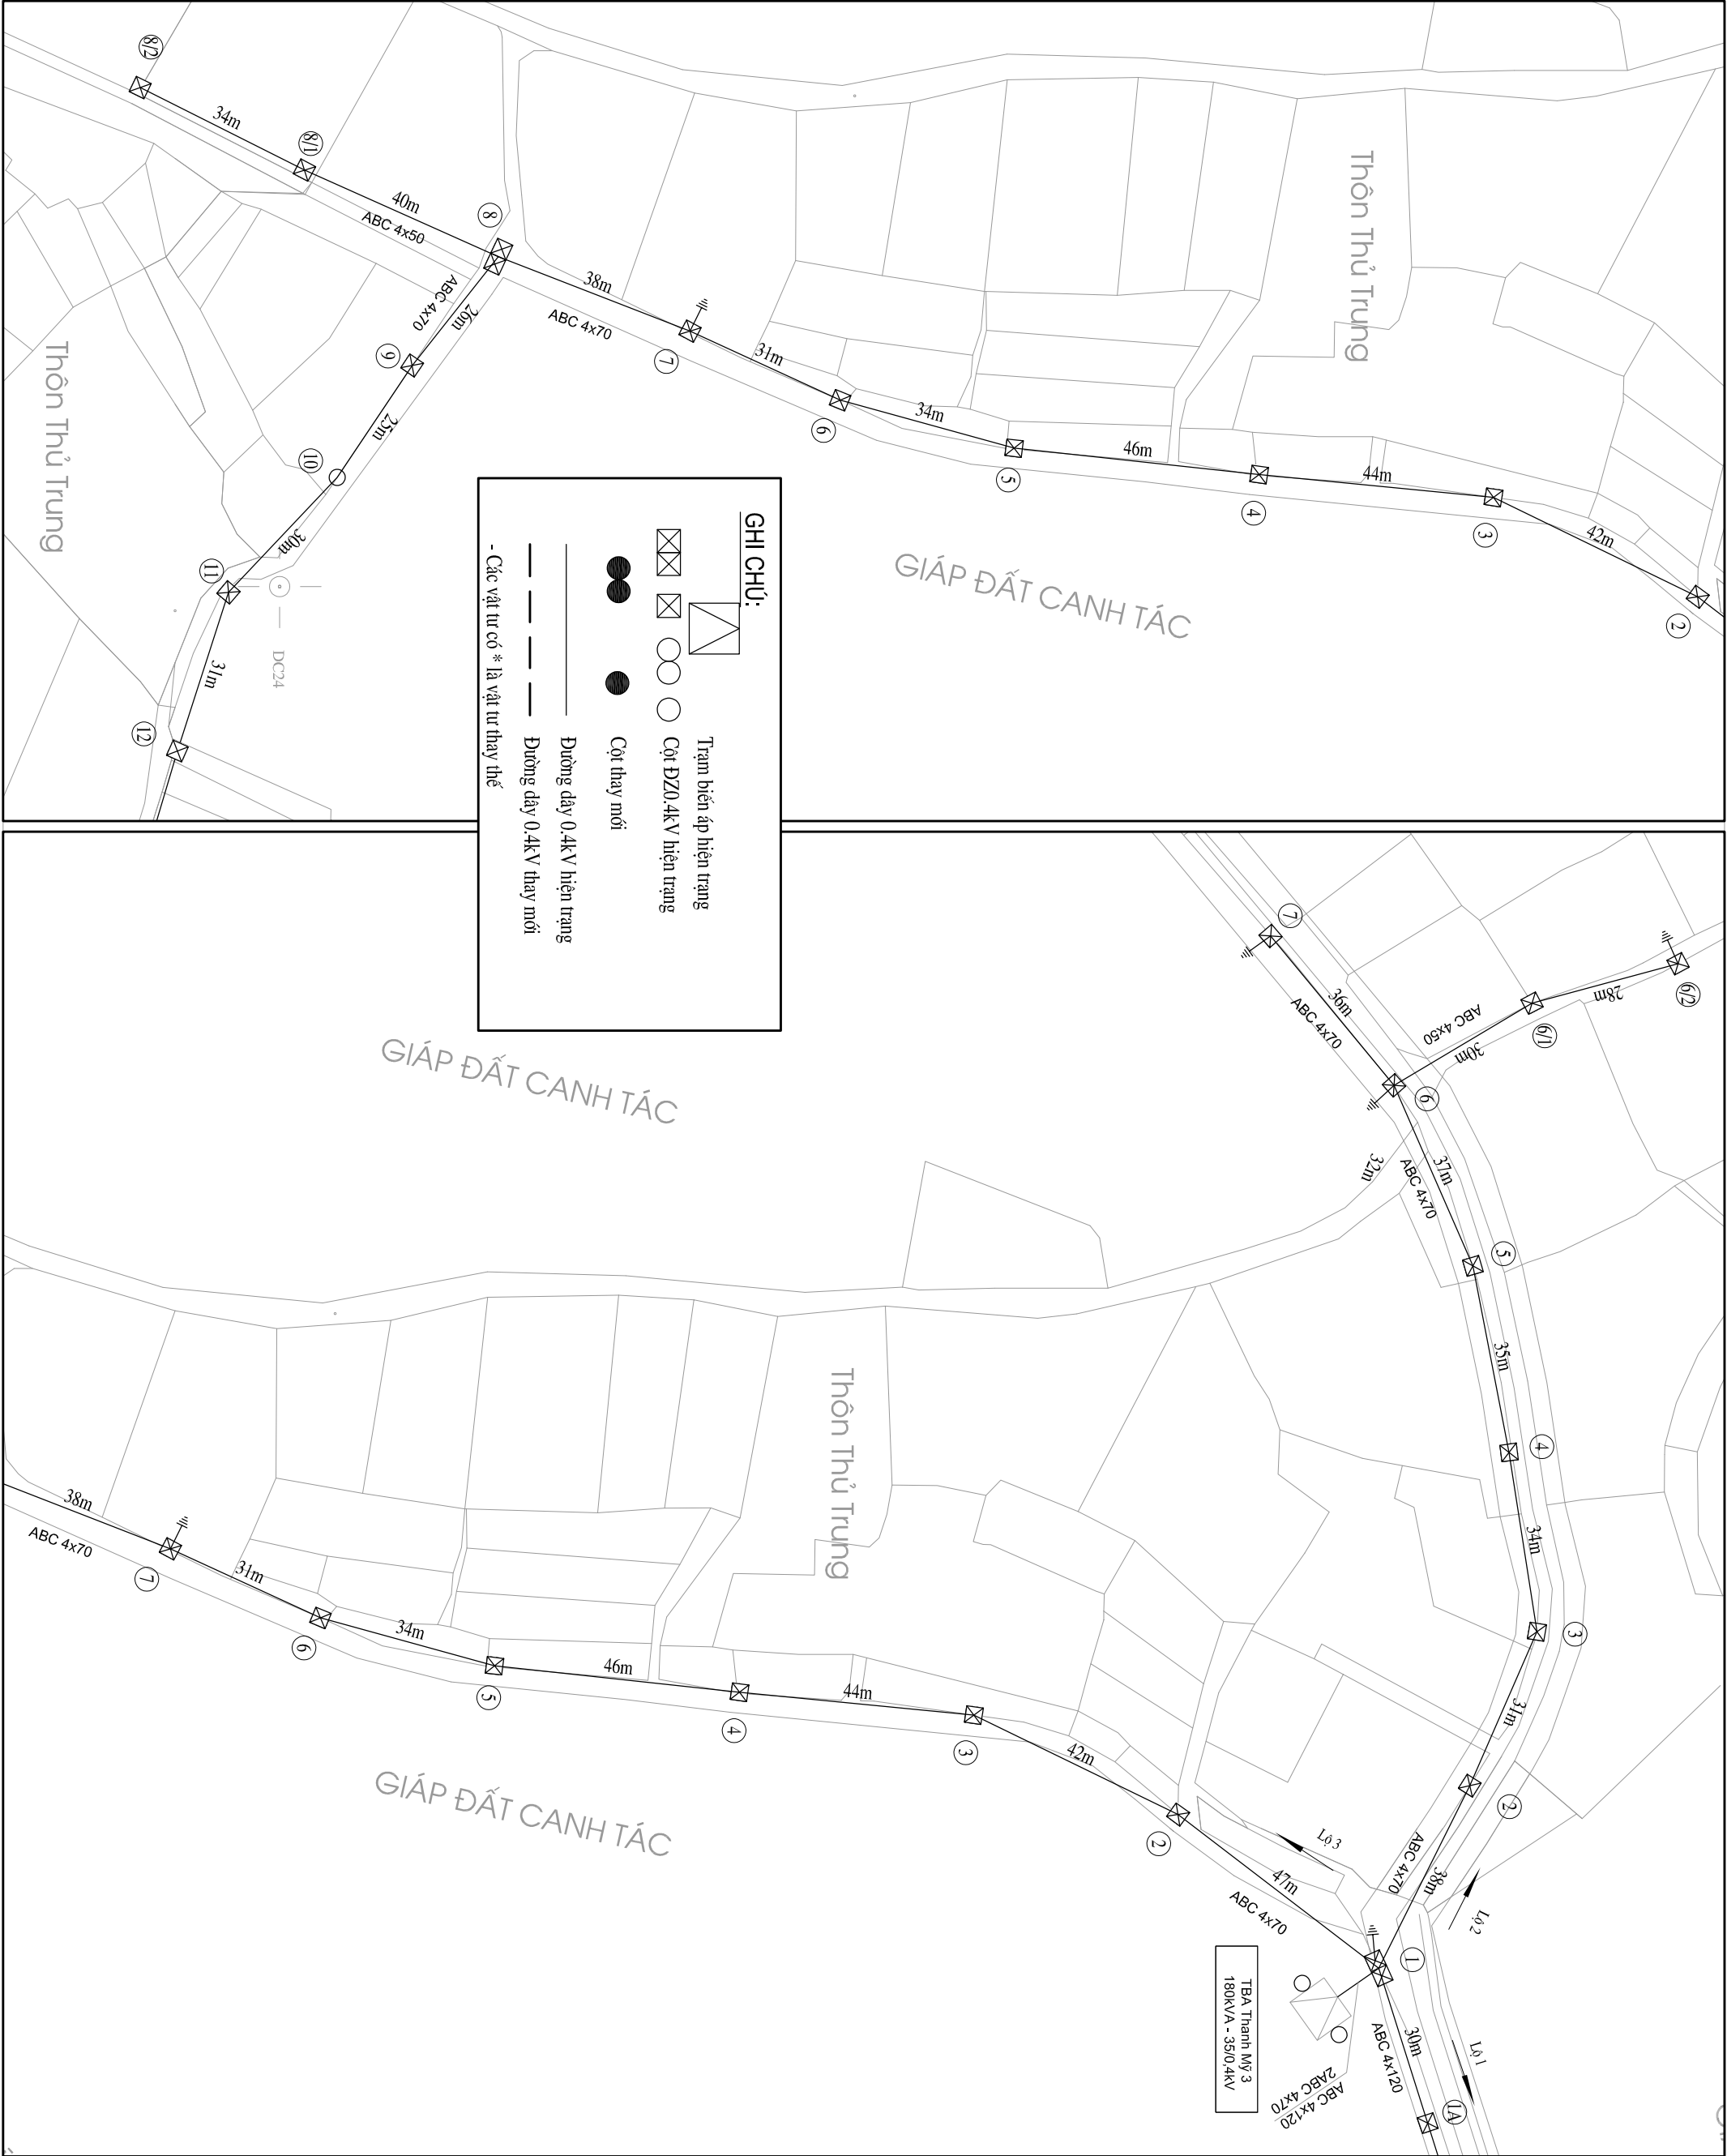 8/2
34m
8/1
40m
ABC 4x50
8
38m
ABC 4x70
7
31m
6
34m
5
46m
4
44m
3
42m
2
ABC 4x70
26m
9
25m
10
30m
11
DC24
31m
12
Thôn Thủ Trung
Thôn Thủ Trung
GIÁP ĐẤT CANH TÁC
GHI CHÚ:
Trạm biến áp hiện trạng
Cột ĐZ0.4kV hiện trạng
Cột thay mới
Đường dây 0.4kV hiện trạng
Đường dây 0.4kV thay mới
- Các vật tư có * là vật tư thay thế
7
36m
ABC 4x70
6/2
28m
6/1
ABC 4x50
30m
6
32m
37m
ABC 4x70
5
35m
4
34m
3
31m
2
ABC 4x70
38m
Lộ 2
Lộ 3
1
GIÁP ĐẤT CANH TÁC
Thôn Thủ Trung
38m
ABC 4x70
7
31m
6
34m
5
46m
4
44m
3
42m
2
47m
ABC 4x70
GIÁP ĐẤT CANH TÁC
TBA Thanh Mỹ 3
180kVA - 35/0,4kV
ABC 4x120
2ABC 4x70
30m
ABC 4x120
Lộ 1
1A